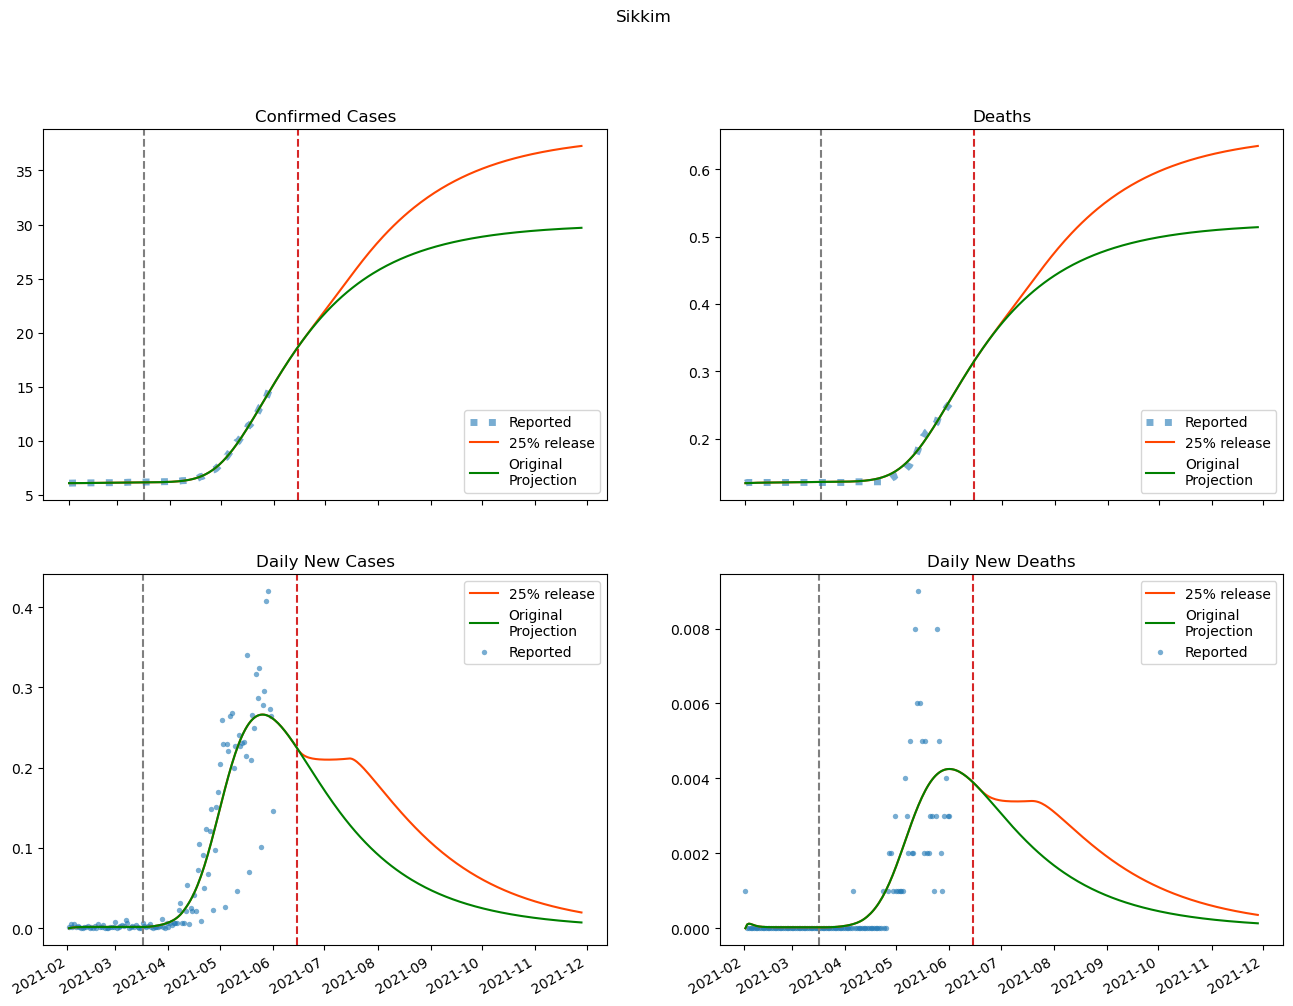 Sikkim
Confirmed Cases
35
30
25
20
15
10
5
Reported
25% release
Original
Projection
Deaths
0.6
0.5
0.4
0.3
0.2
Reported
25% release
Original
Projection
Daily New Cases
0.4
0.3
0.2
0.1
0.0
25% release
Original
Projection
Reported
2021-02
2021-03
2021-04
2021-05
2021-06
2021-07
2021-08
2021-09
2021-10
2021-11
2021-12
Daily New Deaths
0.008
0.006
0.004
0.002
0.000
25% release
Original
Projection
Reported
2021-02
2021-03
2021-04
2021-05
2021-06
2021-07
2021-08
2021-09
2021-10
2021-11
2021-12